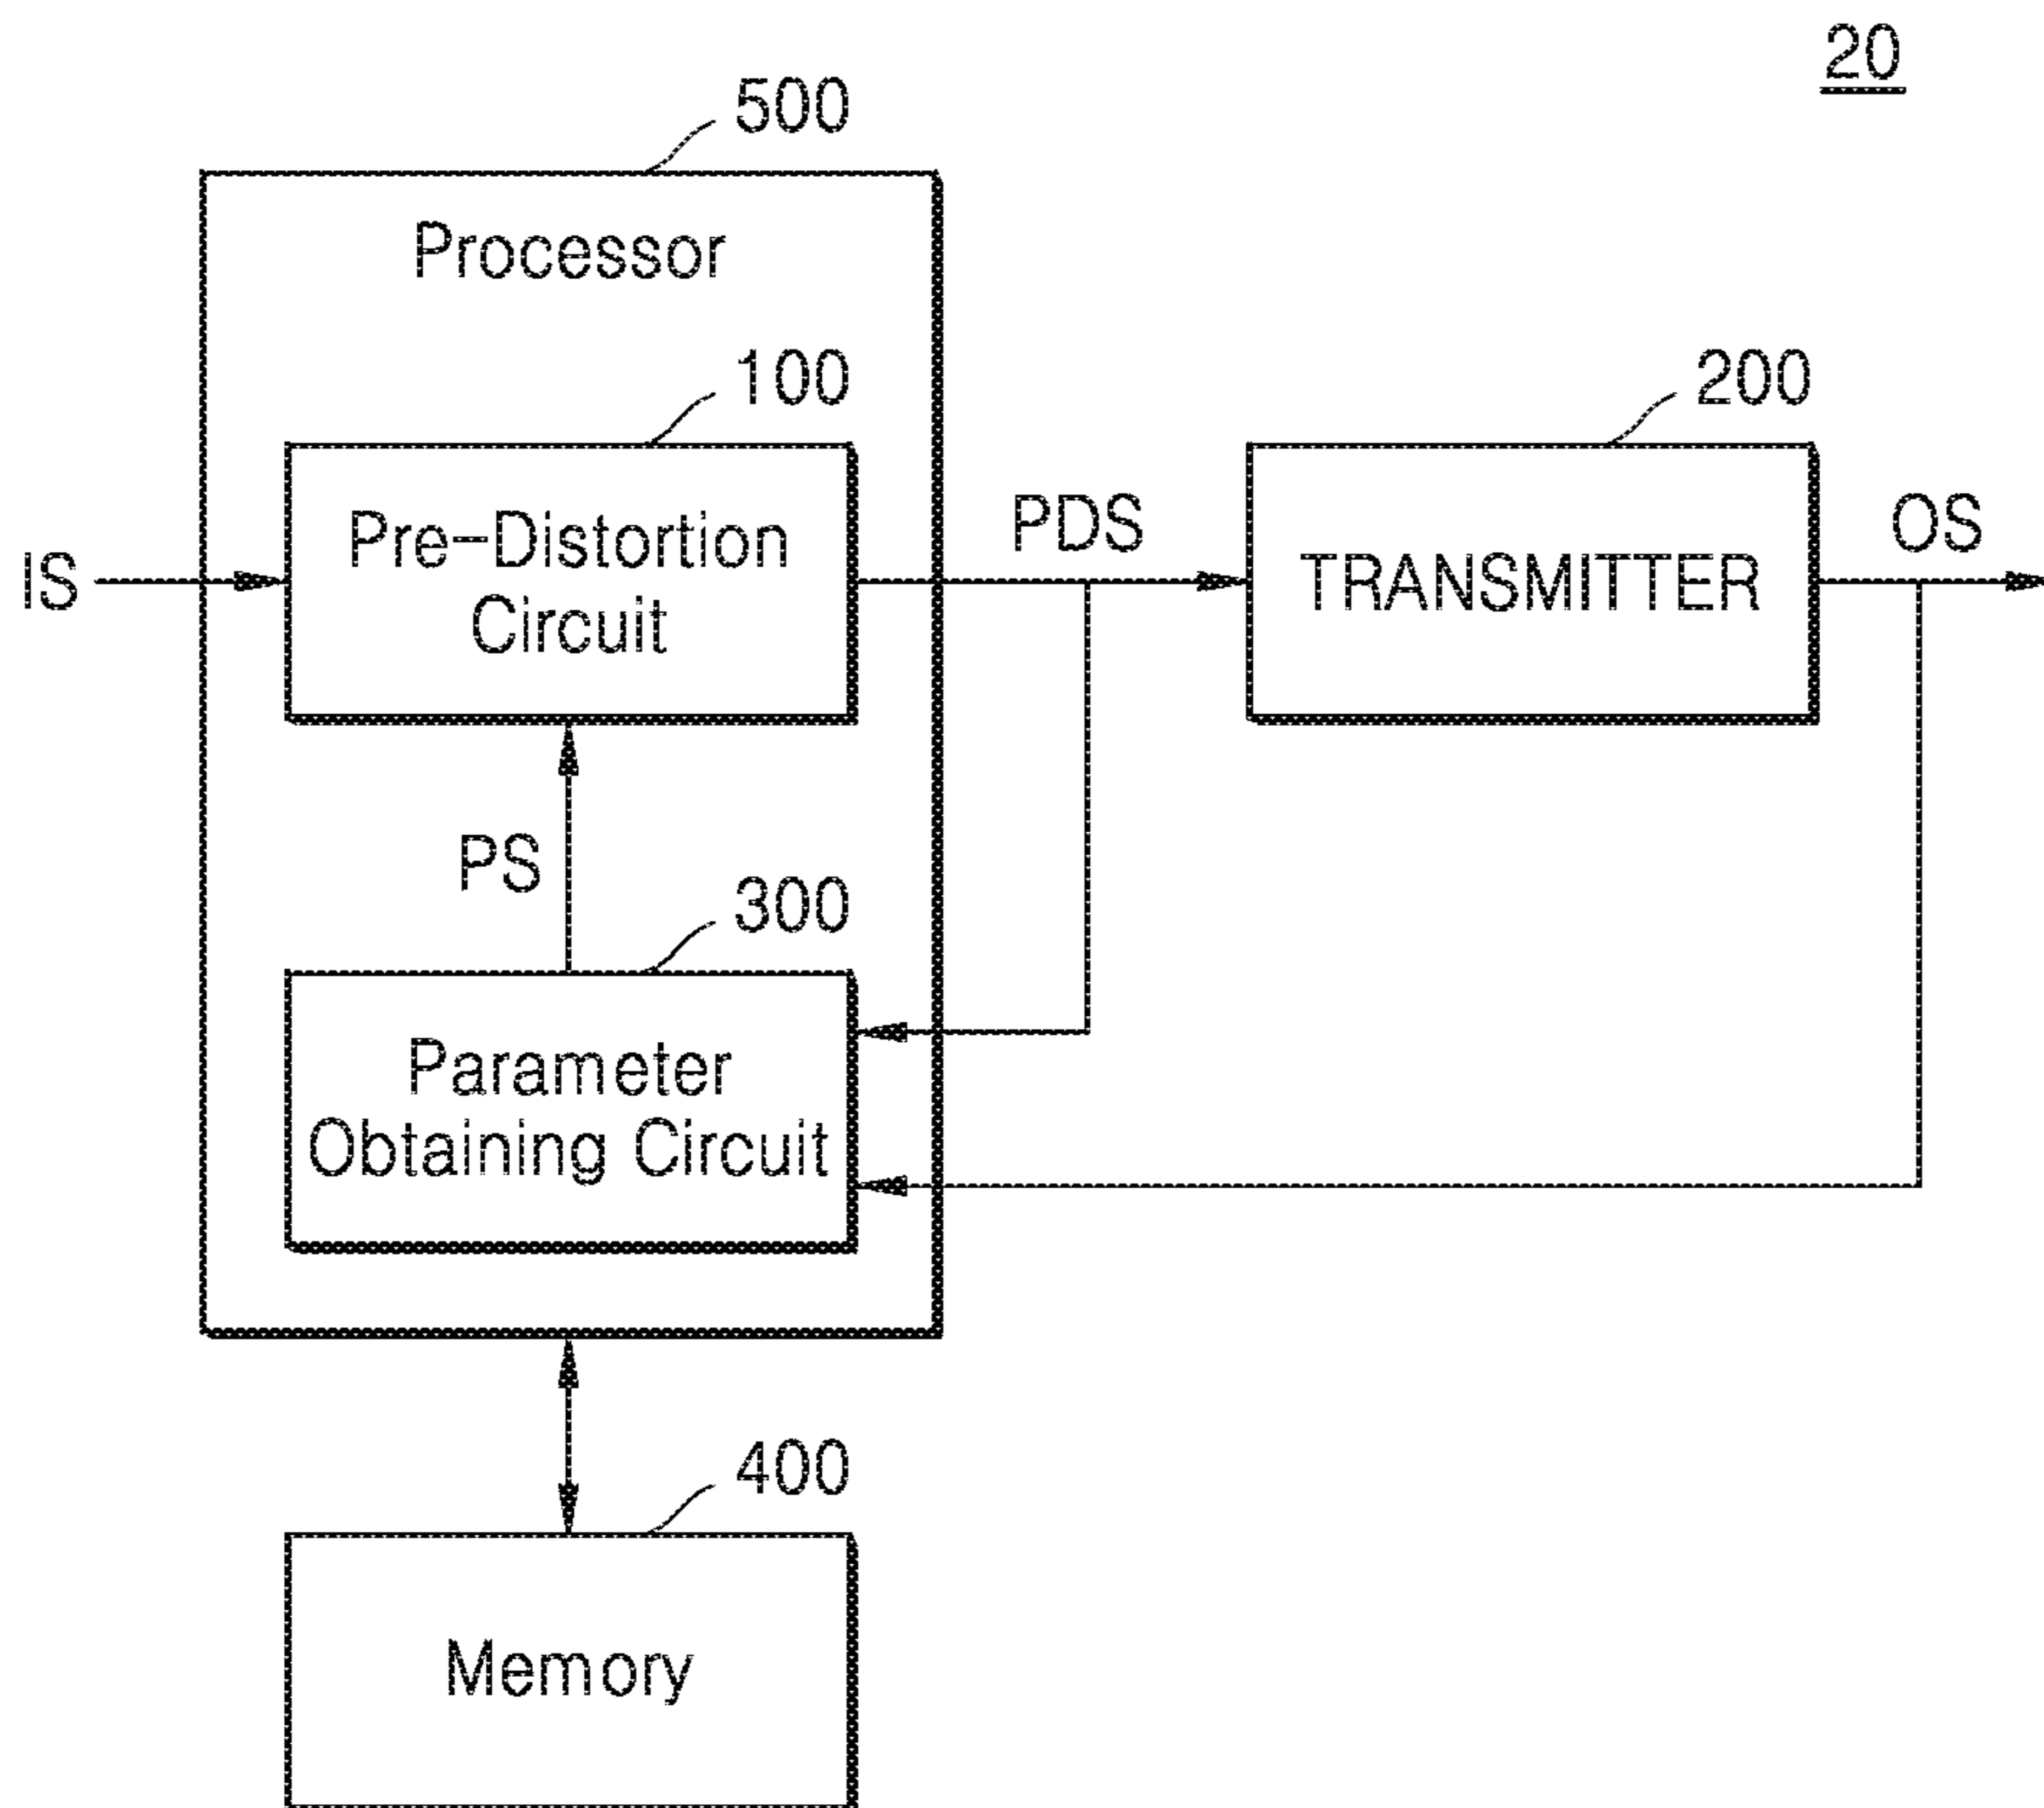 20
500
Processor
100
200
Pre-Distortion
Circuit
IS
PDS
TRANSMITTER
OS
PS
300
Parameter
Obtaining Circuit
400
Memory